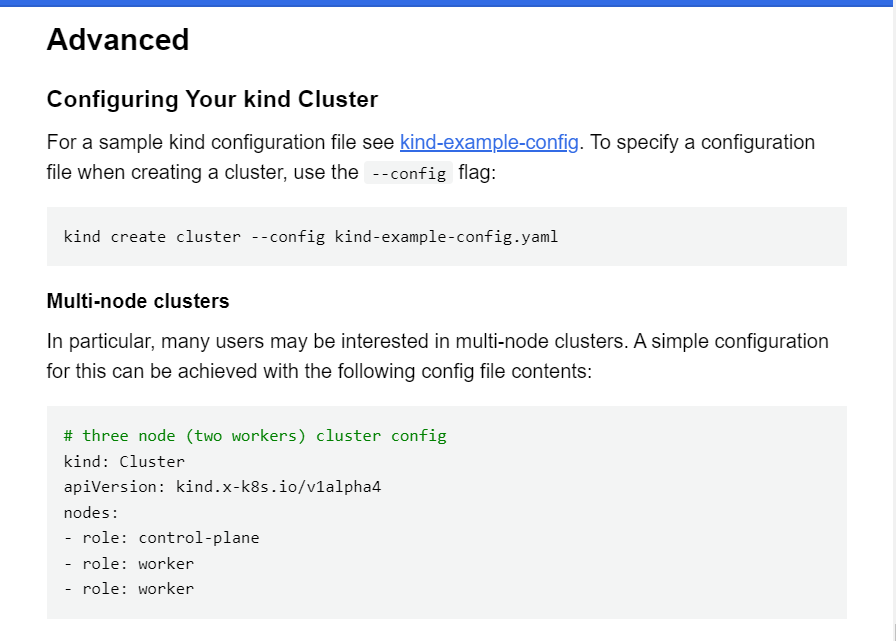 Advanced
Configuring Your kind Cluster
For a sample kind configuration file see kind-example-config. To specify a configuration
file when creating a cluster, use the --config flag:
kind create cluster --config kind-example-config.yaml
Multi-node clusters
In particular, many users may be interested in multi-node clusters. A simple configuration
for this can be achieved with the following config file contents:
# three node (two workers) cluster config
kind: Cluster
apiVersion: kind.x-k8s.io/v1alpha4
nodes:
- role: control-plane
- role: worker
- role: worker